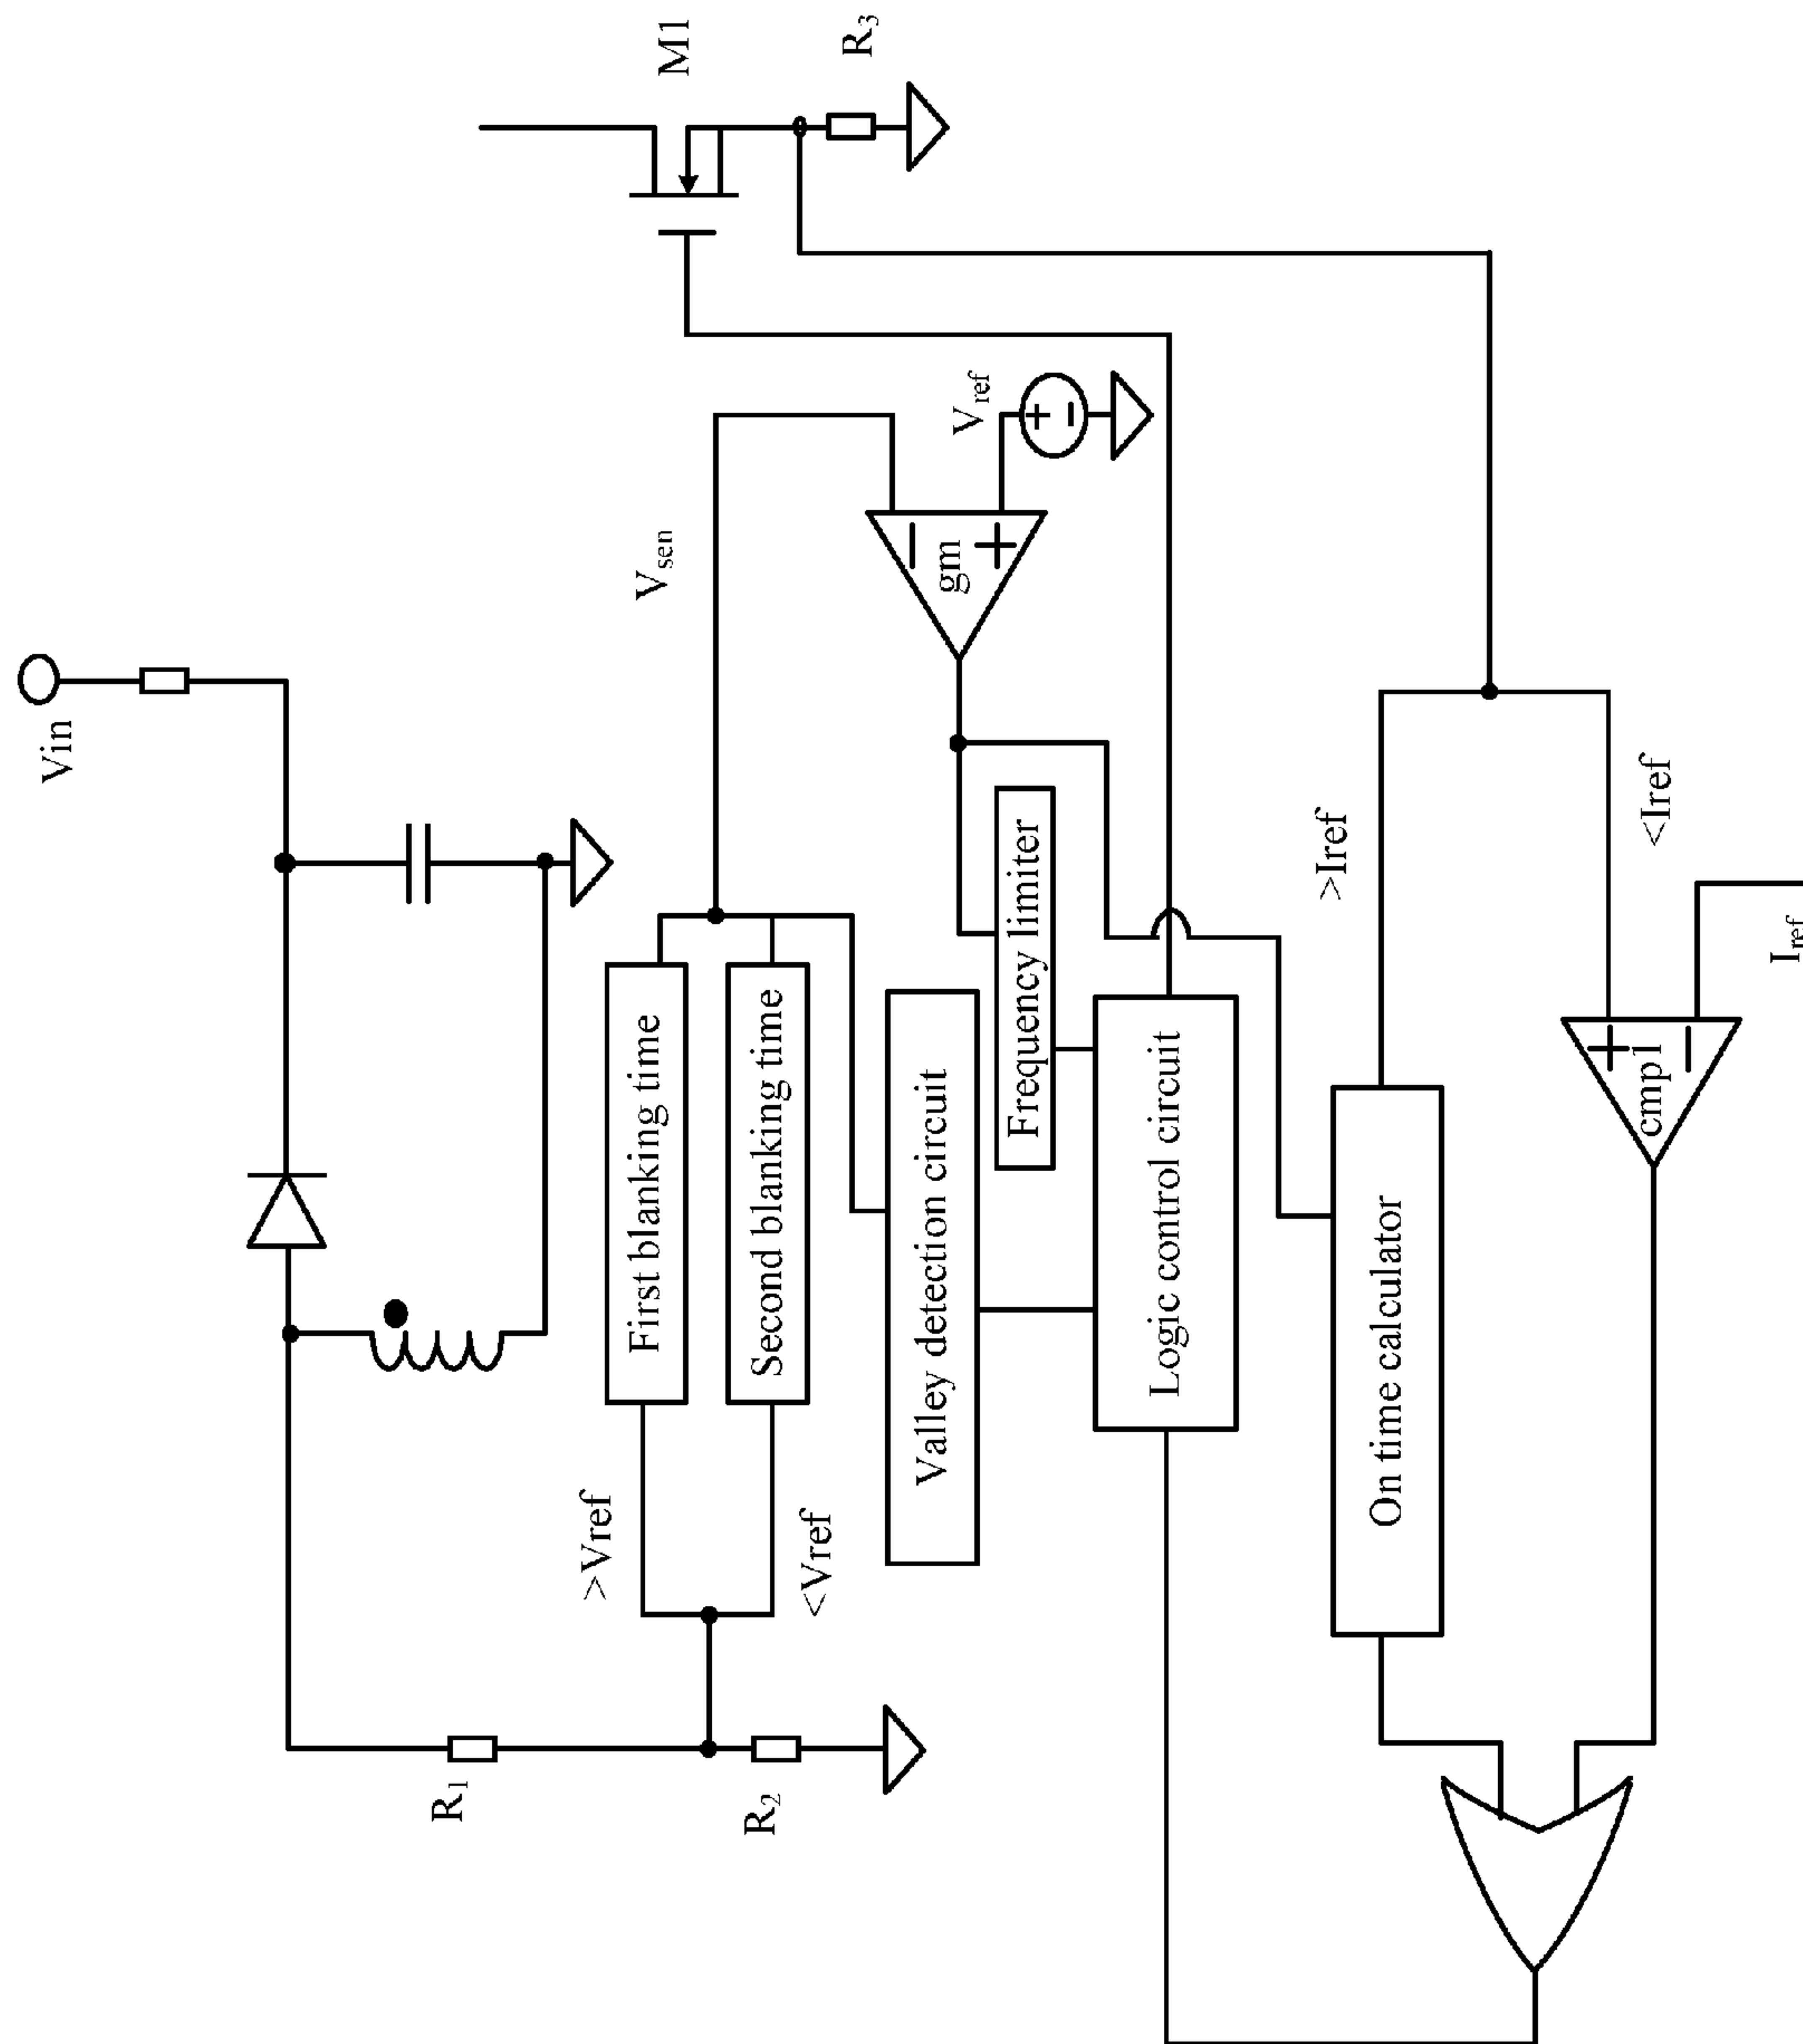 Vin
R₁
R₂
>Vref
<Vref
First blanking time
Second blanking time
Vsen
Valley detection circuit
gm
−
+
Vref
+
-
M1
R₃
Frequency limiter
Logic control circuit
On time calculator
>Iref
<Iref
+
−
cmp1
Iref